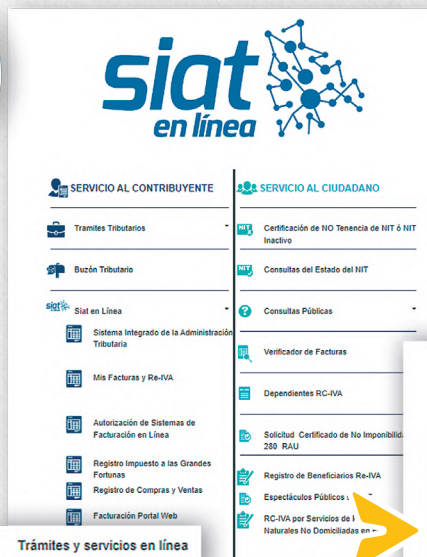 siat
en línea
SERVICIO AL CONTRIBUYENTE
Tramites Tributarios
Buzón Tributario
siat
Siat en Línea
Sistema Integrado de la Administración
Tributaria
Mis Facturas y Re-IVA
Autorización de Sistemas de
Facturación en Línea
Registro Impuesto a las Grandes
Fortunas
Registro de Compras y Ventas
Facturación Portal Web
SERVICIO AL CIUDADANO
NIT
Certificación de NO Tenencia de NIT ó NIT
Inactivo
NIT
Consultas del Estado del NIT
Consultas Públicas
Verificador de Facturas
Dependientes RC-IVA
Solicitud Certificado de No
280 RAU
Registro de Beneficiarios Re-IVA
Espectáculos Públicos
RC-IVA por Servicios de
Naturales No Domiciliadas en
Trámites y servicios en línea